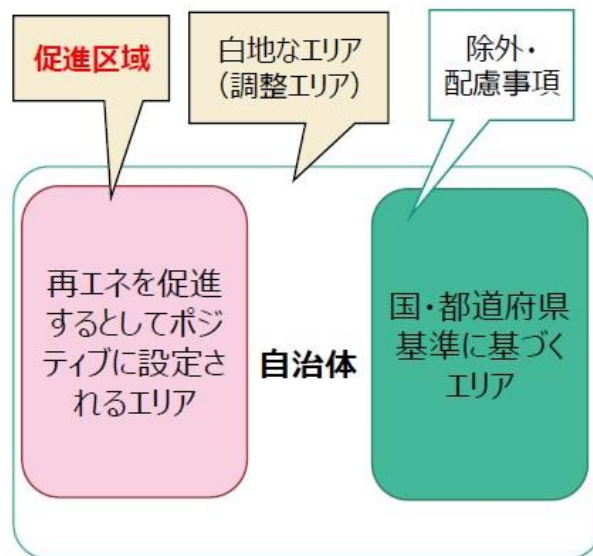 促進区域
白地なエリア
（調整エリア）
除外・
配慮事項
再エネを促進
するとしてポジ
ティブに設定さ
れるエリア
自治体
国・都道府県
基準に基づく
エリア